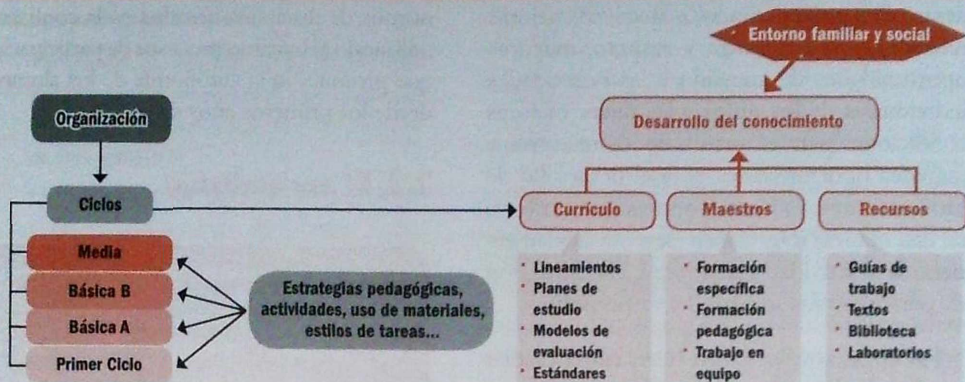 Entorno familiar y social
Organización
Desarrollo del conocimiento
Ciclos
Currículo
Maestros
Recursos
Media
Básica B
Básica A
Primer Ciclo
Estrategias pedagógicas,
actividades, uso de materiales,
estilos de tareas...
Lineamientos
Planes de
estudio
Modelos de
evaluación
Estándares
Formación
específica
Formación
pedagógica
Trabajo en
equipo
Guías de
trabajo
Textos
Biblioteca
Laboratorios